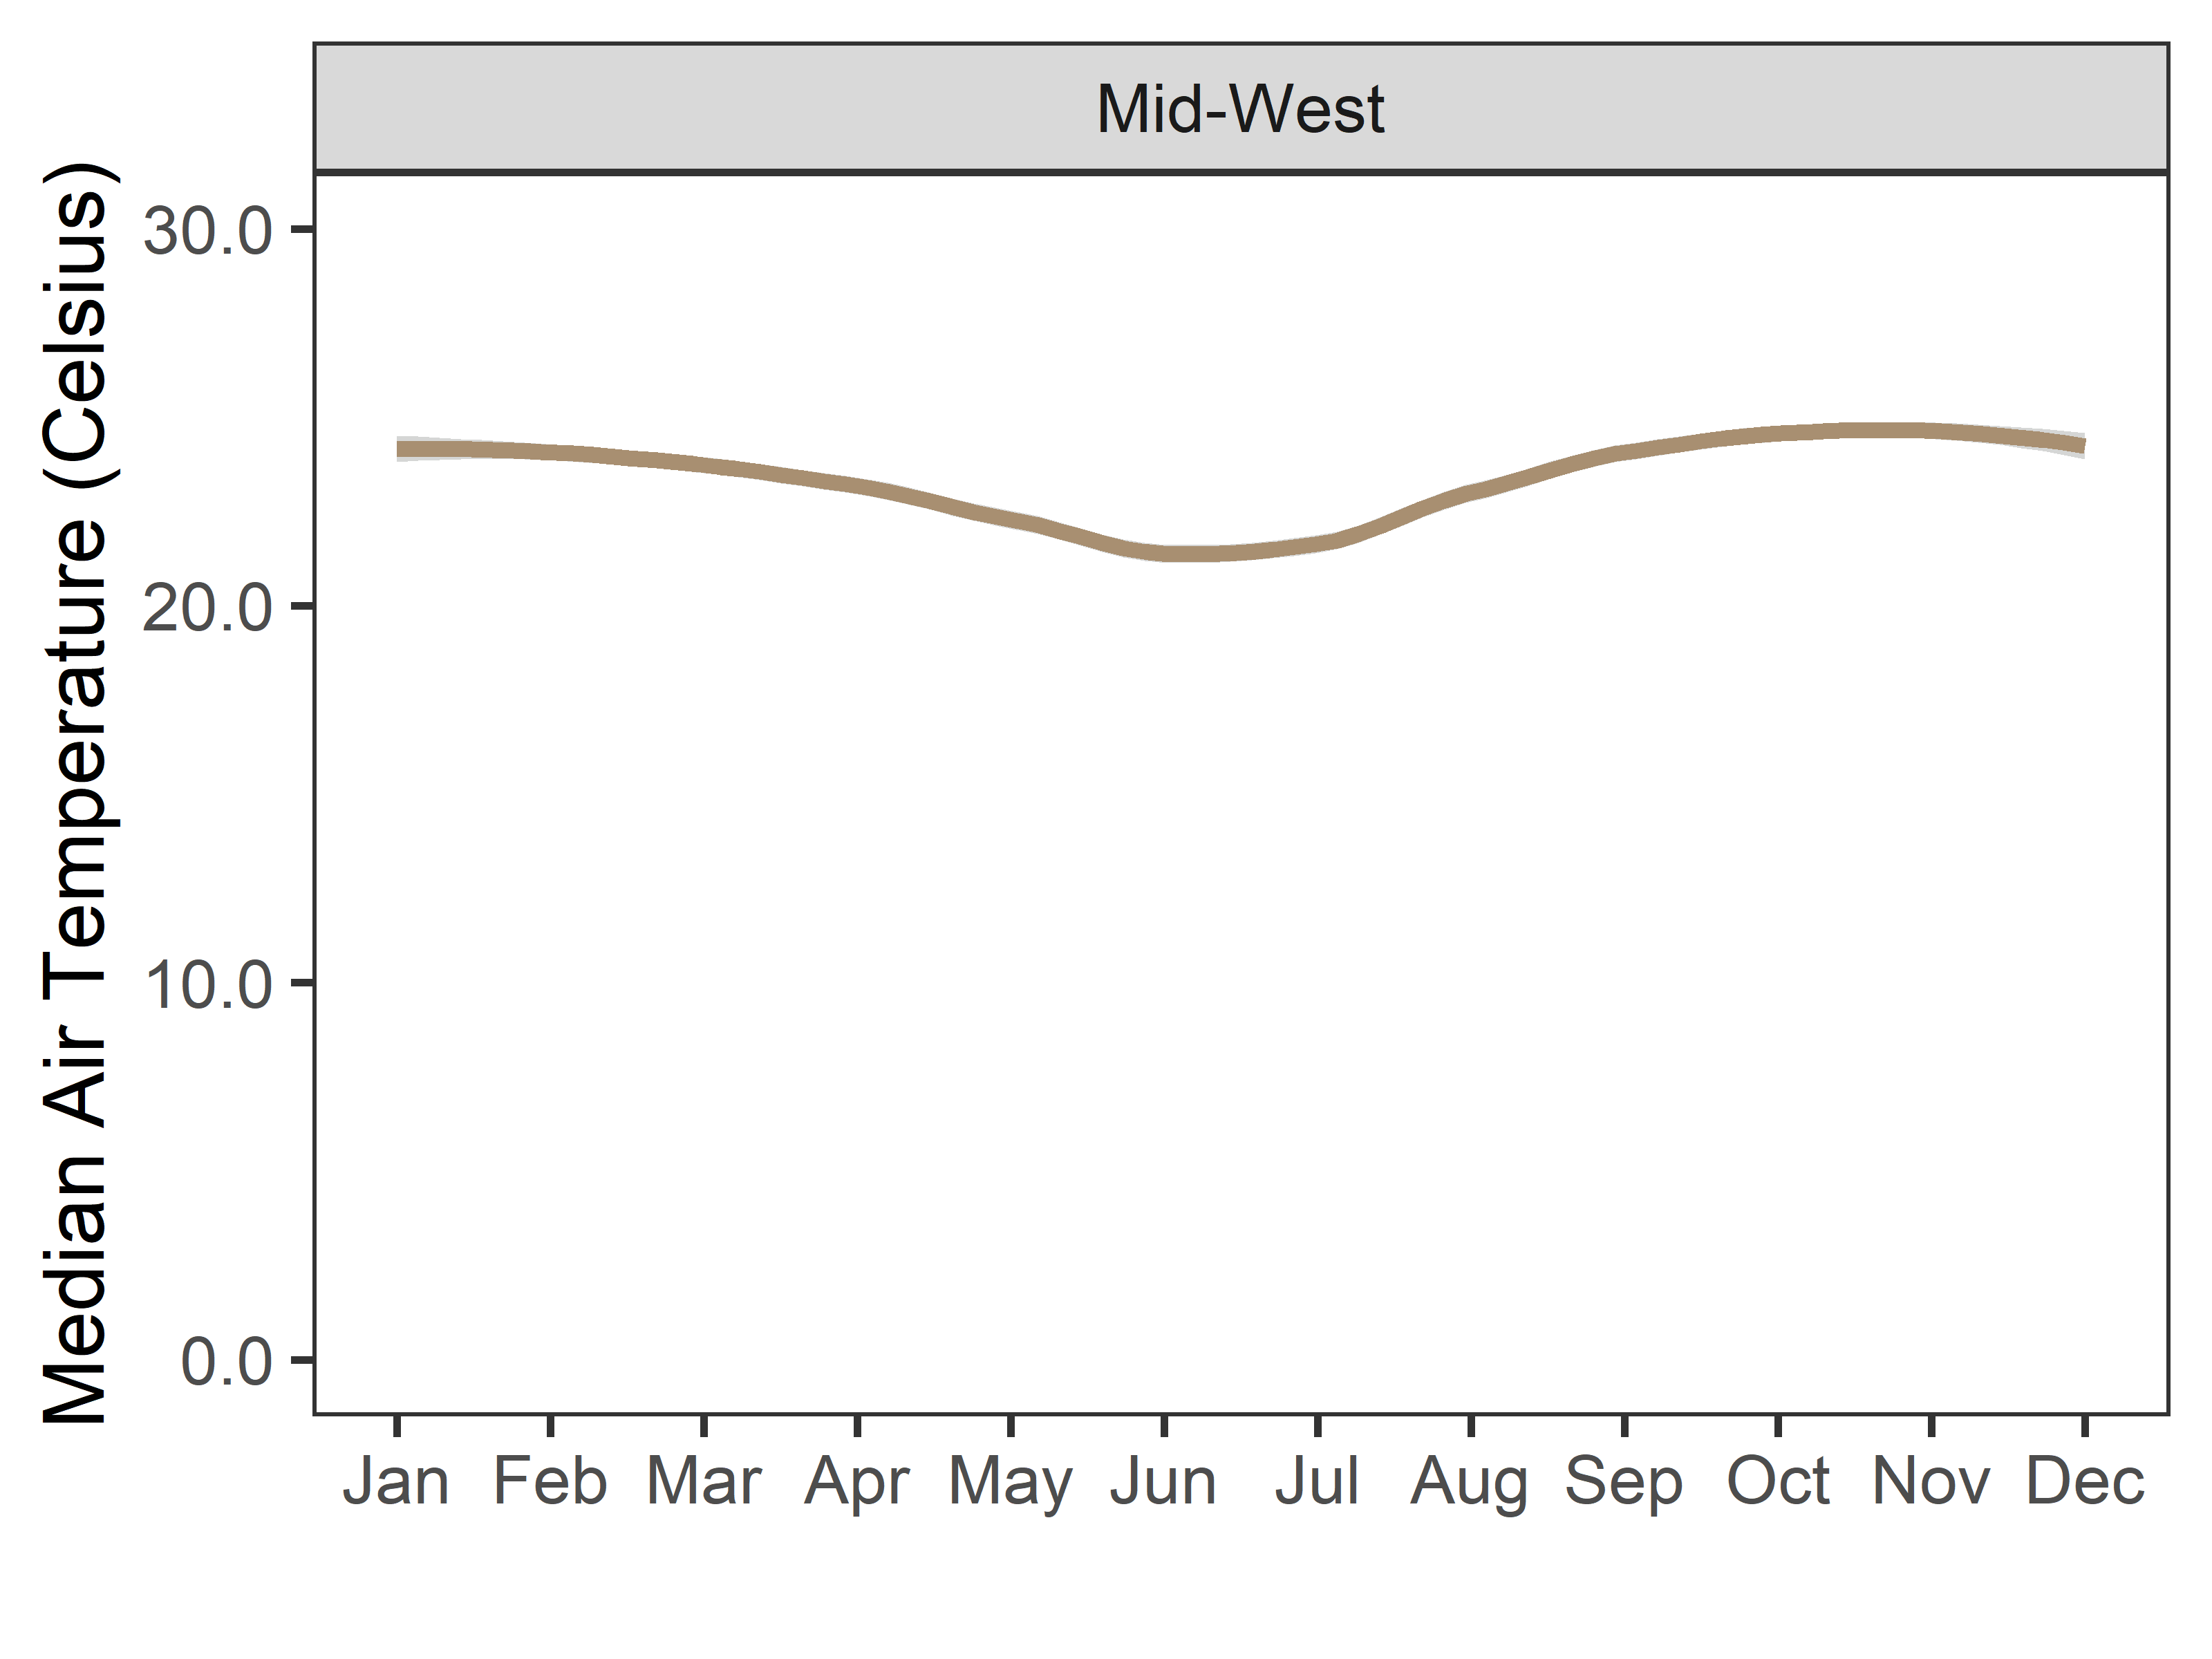 Mid-West
Median Air Temperature (Celsius)
30.0
20.0
10.0
0.0
Jan Feb Mar Apr May Jun Jul Aug Sep Oct Nov Dec